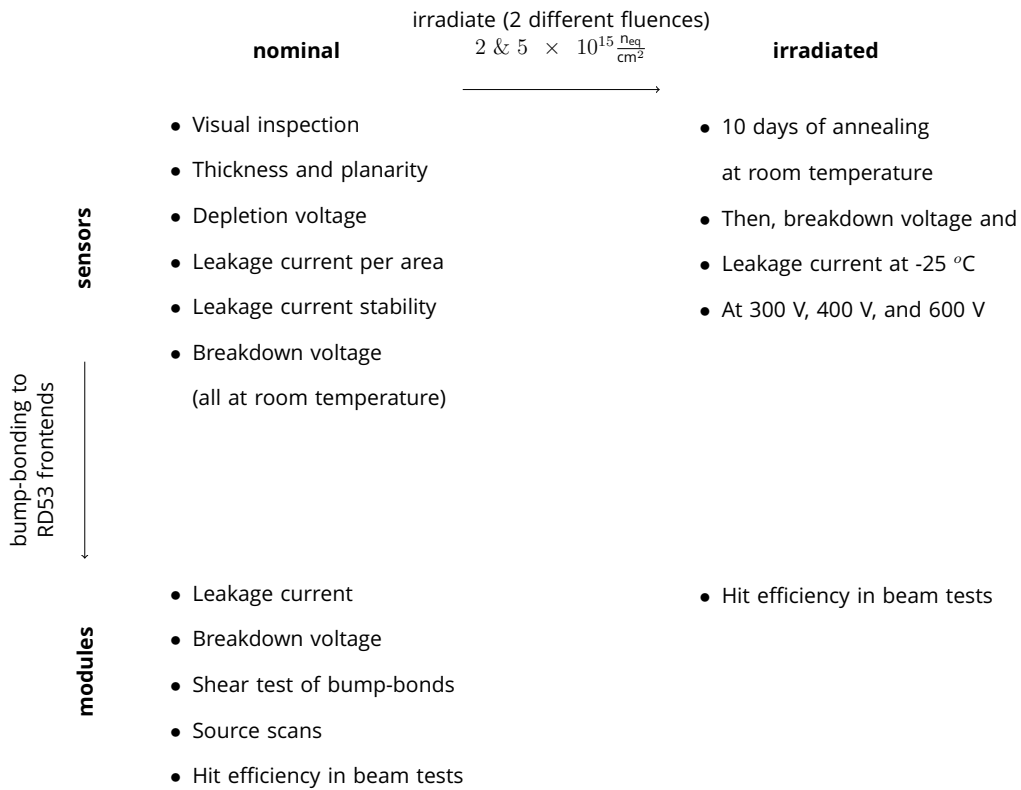 irradiate (2 different fluences)
nominal
2 & 5 × 10¹⁵ n_eq/cm²
irradiated
sensors
• Visual inspection
• Thickness and planarity
• Depletion voltage
• Leakage current per area
• Leakage current stability
• Breakdown voltage
(all at room temperature)
• 10 days of annealing
at room temperature
• Then, breakdown voltage and
• Leakage current at -25 °C
• At 300 V, 400 V, and 600 V
bump-bonding to
RD53 frontends
modules
• Leakage current
• Breakdown voltage
• Shear test of bump-bonds
• Source scans
• Hit efficiency in beam tests
• Hit efficiency in beam tests